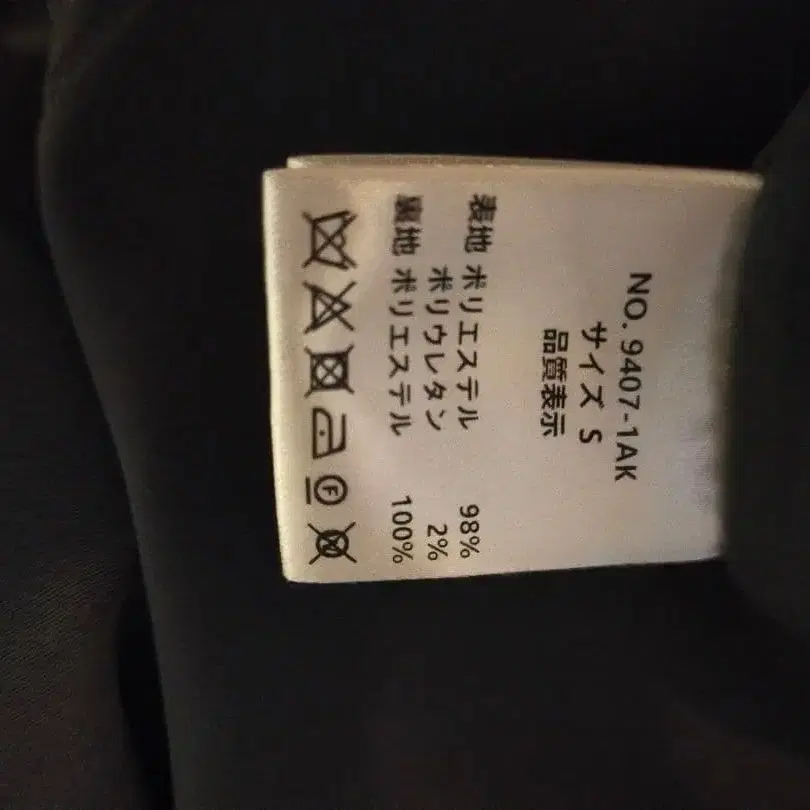 NO. 9407-1AK
サイズ S
品質表示
表地 ポリエステル 98%
ポリウレタン 2%
裏地 ポリエステル 100%
F
W